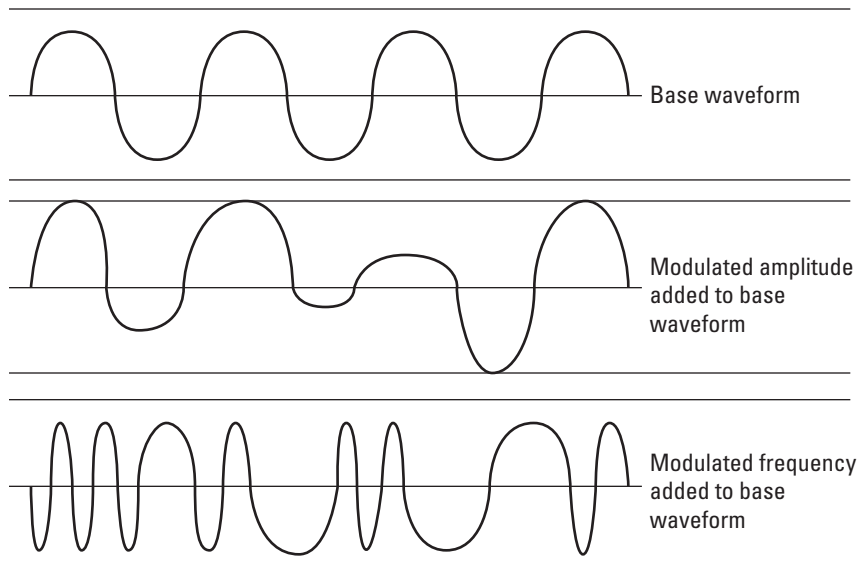 Base waveform
Modulated amplitude
added to base
waveform
Modulated frequency
added to base
waveform